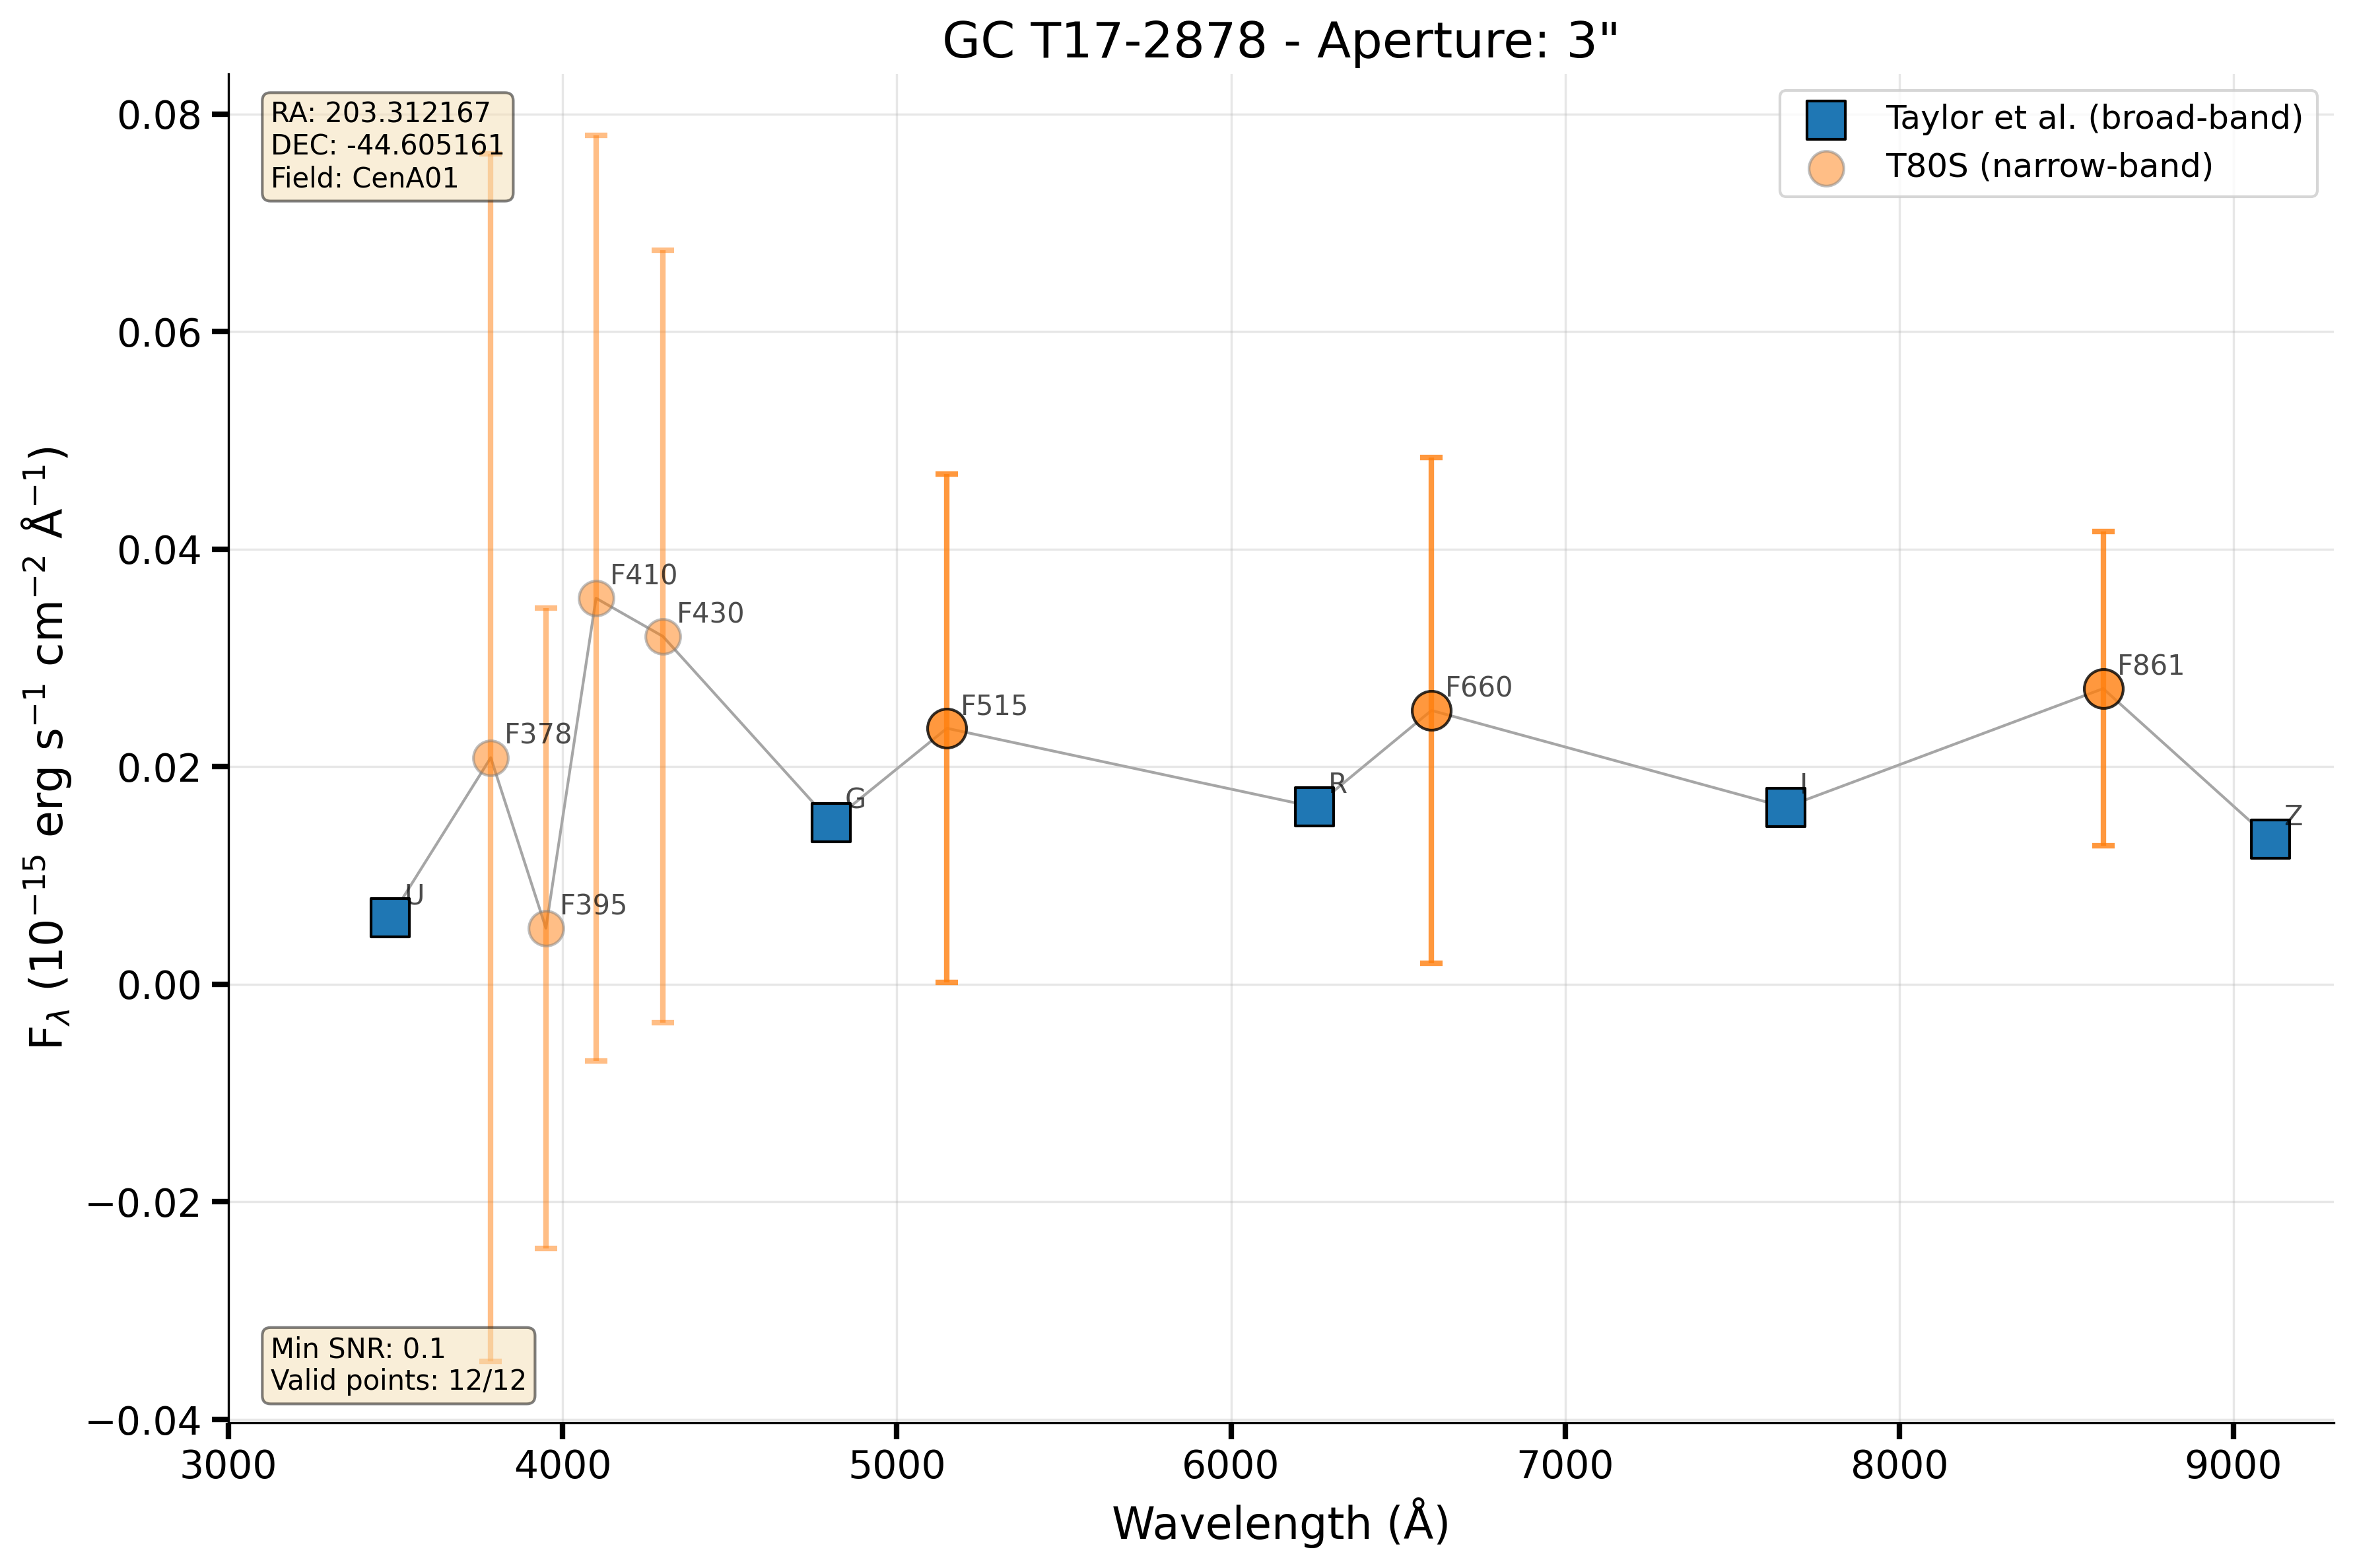 GC T17-2878 - Aperture: 3"
RA: 203.312167
DEC: -44.605161
Field: CenA01
Taylor et al. (broad-band)
T80S (narrow-band)
F_λ (10⁻¹⁵ erg s⁻¹ cm⁻² Å⁻¹)
0.08
0.06
0.04
0.02
0.00
−0.02
−0.04
U
F378
F395
F410
F430
G
F515
R
F660
I
F861
Z
Min SNR: 0.1
Valid points: 12/12
3000 4000 5000 6000 7000 8000 9000
Wavelength (Å)